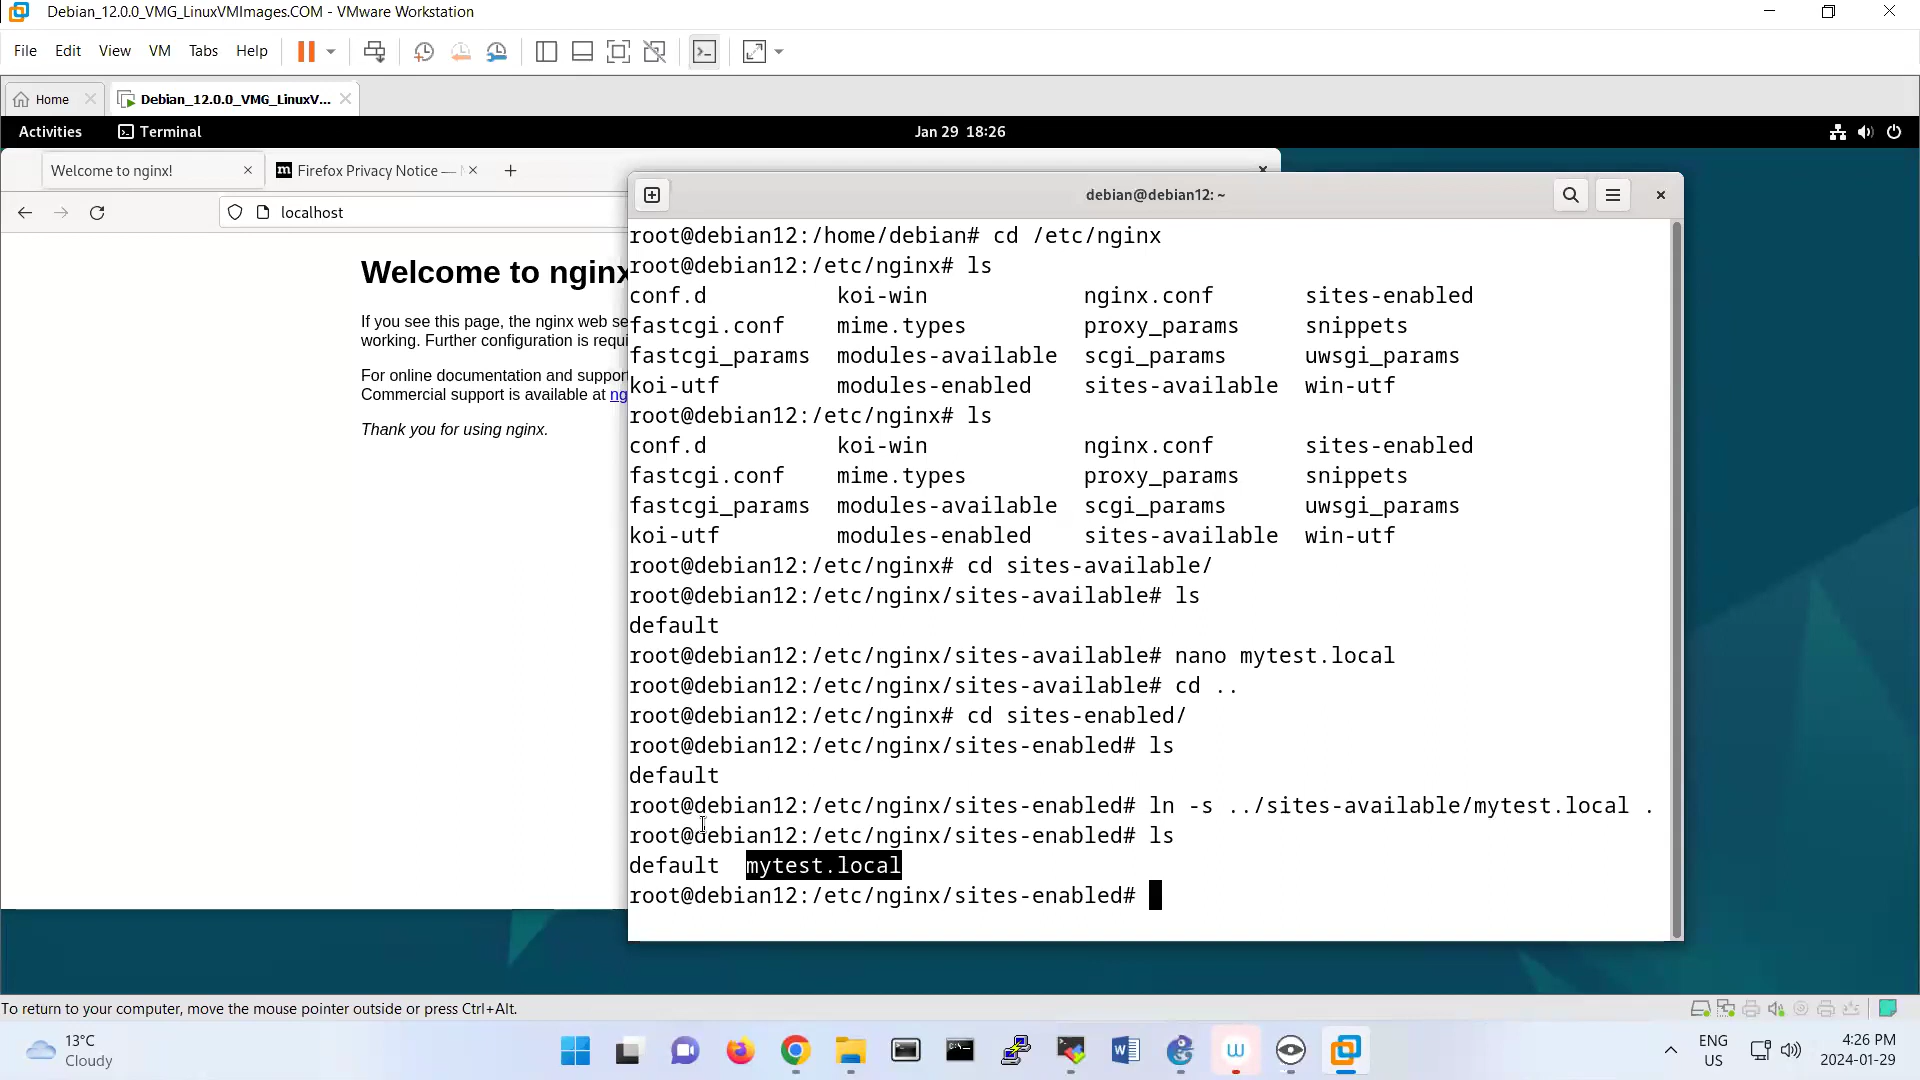 Debian_12.0.0_VMG_LinuxVMImages.COM - VMware Workstation
File Edit View VM Tabs Help
Home Debian_12.0.0_VMG_LinuxV...
Activities Terminal Jan 29 18:26
Welcome to nginx! Firefox Privacy Notice —
localhost
Welcome to nginx
If you see this page, the nginx web se
working. Further configuration is requi
For online documentation and support
Commercial support is available at ng
Thank you for using nginx.
debian@debian12: ~
root@debian12:/home/debian# cd /etc/nginx
root@debian12:/etc/nginx# ls
conf.d koi-win nginx.conf sites-enabled
fastcgi.conf mime.types proxy_params snippets
fastcgi_params modules-available scgi_params uwsgi_params
koi-utf modules-enabled sites-available win-utf
root@debian12:/etc/nginx# ls
conf.d koi-win nginx.conf sites-enabled
fastcgi.conf mime.types proxy_params snippets
fastcgi_params modules-available scgi_params uwsgi_params
koi-utf modules-enabled sites-available win-utf
root@debian12:/etc/nginx# cd sites-available/
root@debian12:/etc/nginx/sites-available# ls
default
root@debian12:/etc/nginx/sites-available# nano mytest.local
root@debian12:/etc/nginx/sites-available# cd ..
root@debian12:/etc/nginx# cd sites-enabled/
root@debian12:/etc/nginx/sites-enabled# ls
default
root@debian12:/etc/nginx/sites-enabled# ln -s ../sites-available/mytest.local .
root@debian12:/etc/nginx/sites-enabled# ls
default mytest.local
root@debian12:/etc/nginx/sites-enabled#
To return to your computer, move the mouse pointer outside or press Ctrl+Alt.
13°C
Cloudy
ENG
US
4:26 PM
2024-01-29